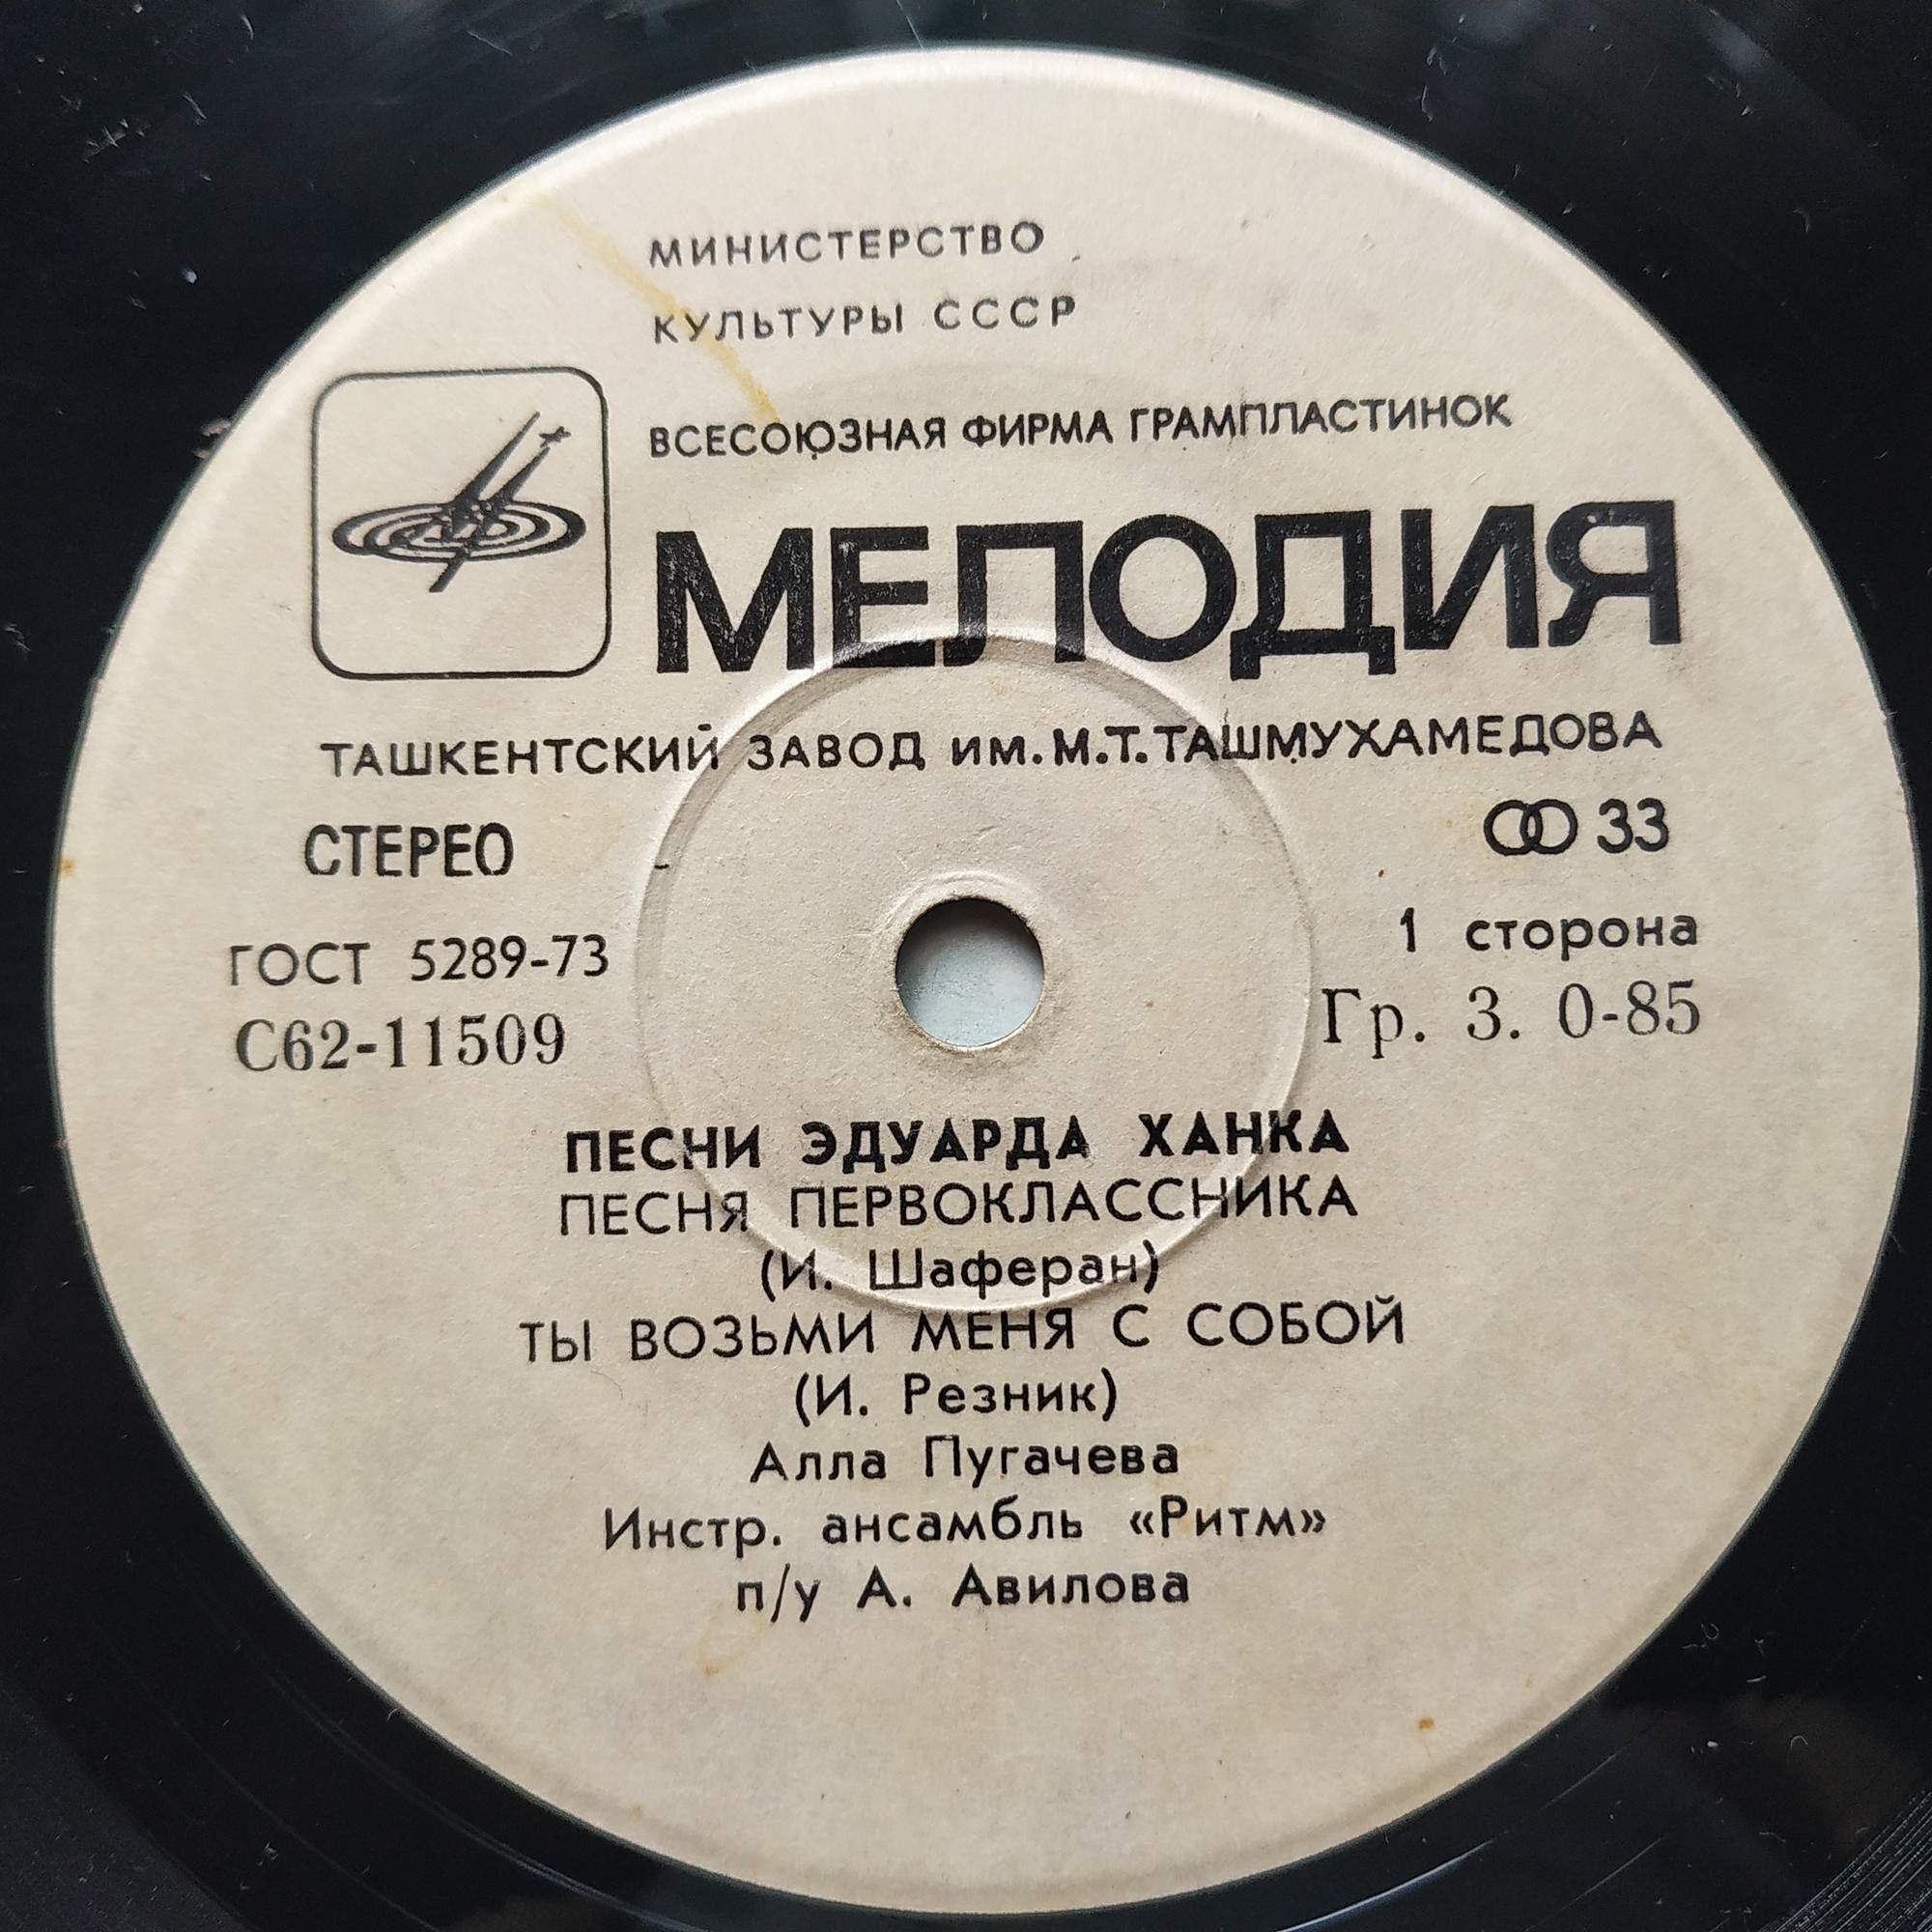 МИНИСТЕРСТВО
КУЛЬТУРЫ СССР
ВСЕСОЮЗНАЯ ФИРМА ГРАМПЛАСТИНОК
МЕЛОДИЯ
ТАШКЕНТСКИЙ ЗАВОД им. М.Т. ТАШМУХАМЕДОВА
СТЕРЕО
33
ГОСТ 5289-73
1 сторона
С62-11509
Гр. 3. 0-85
ПЕСНИ ЭДУАРДА ХАНКА
ПЕСНЯ ПЕРВОКЛАССНИКА
(И. Шаферан)
ТЫ ВОЗЬМИ МЕНЯ С СОБОЙ
(И. Резник)
Алла Пугачева
Инстр. ансамбль «Ритм»
п/у А. Авилова